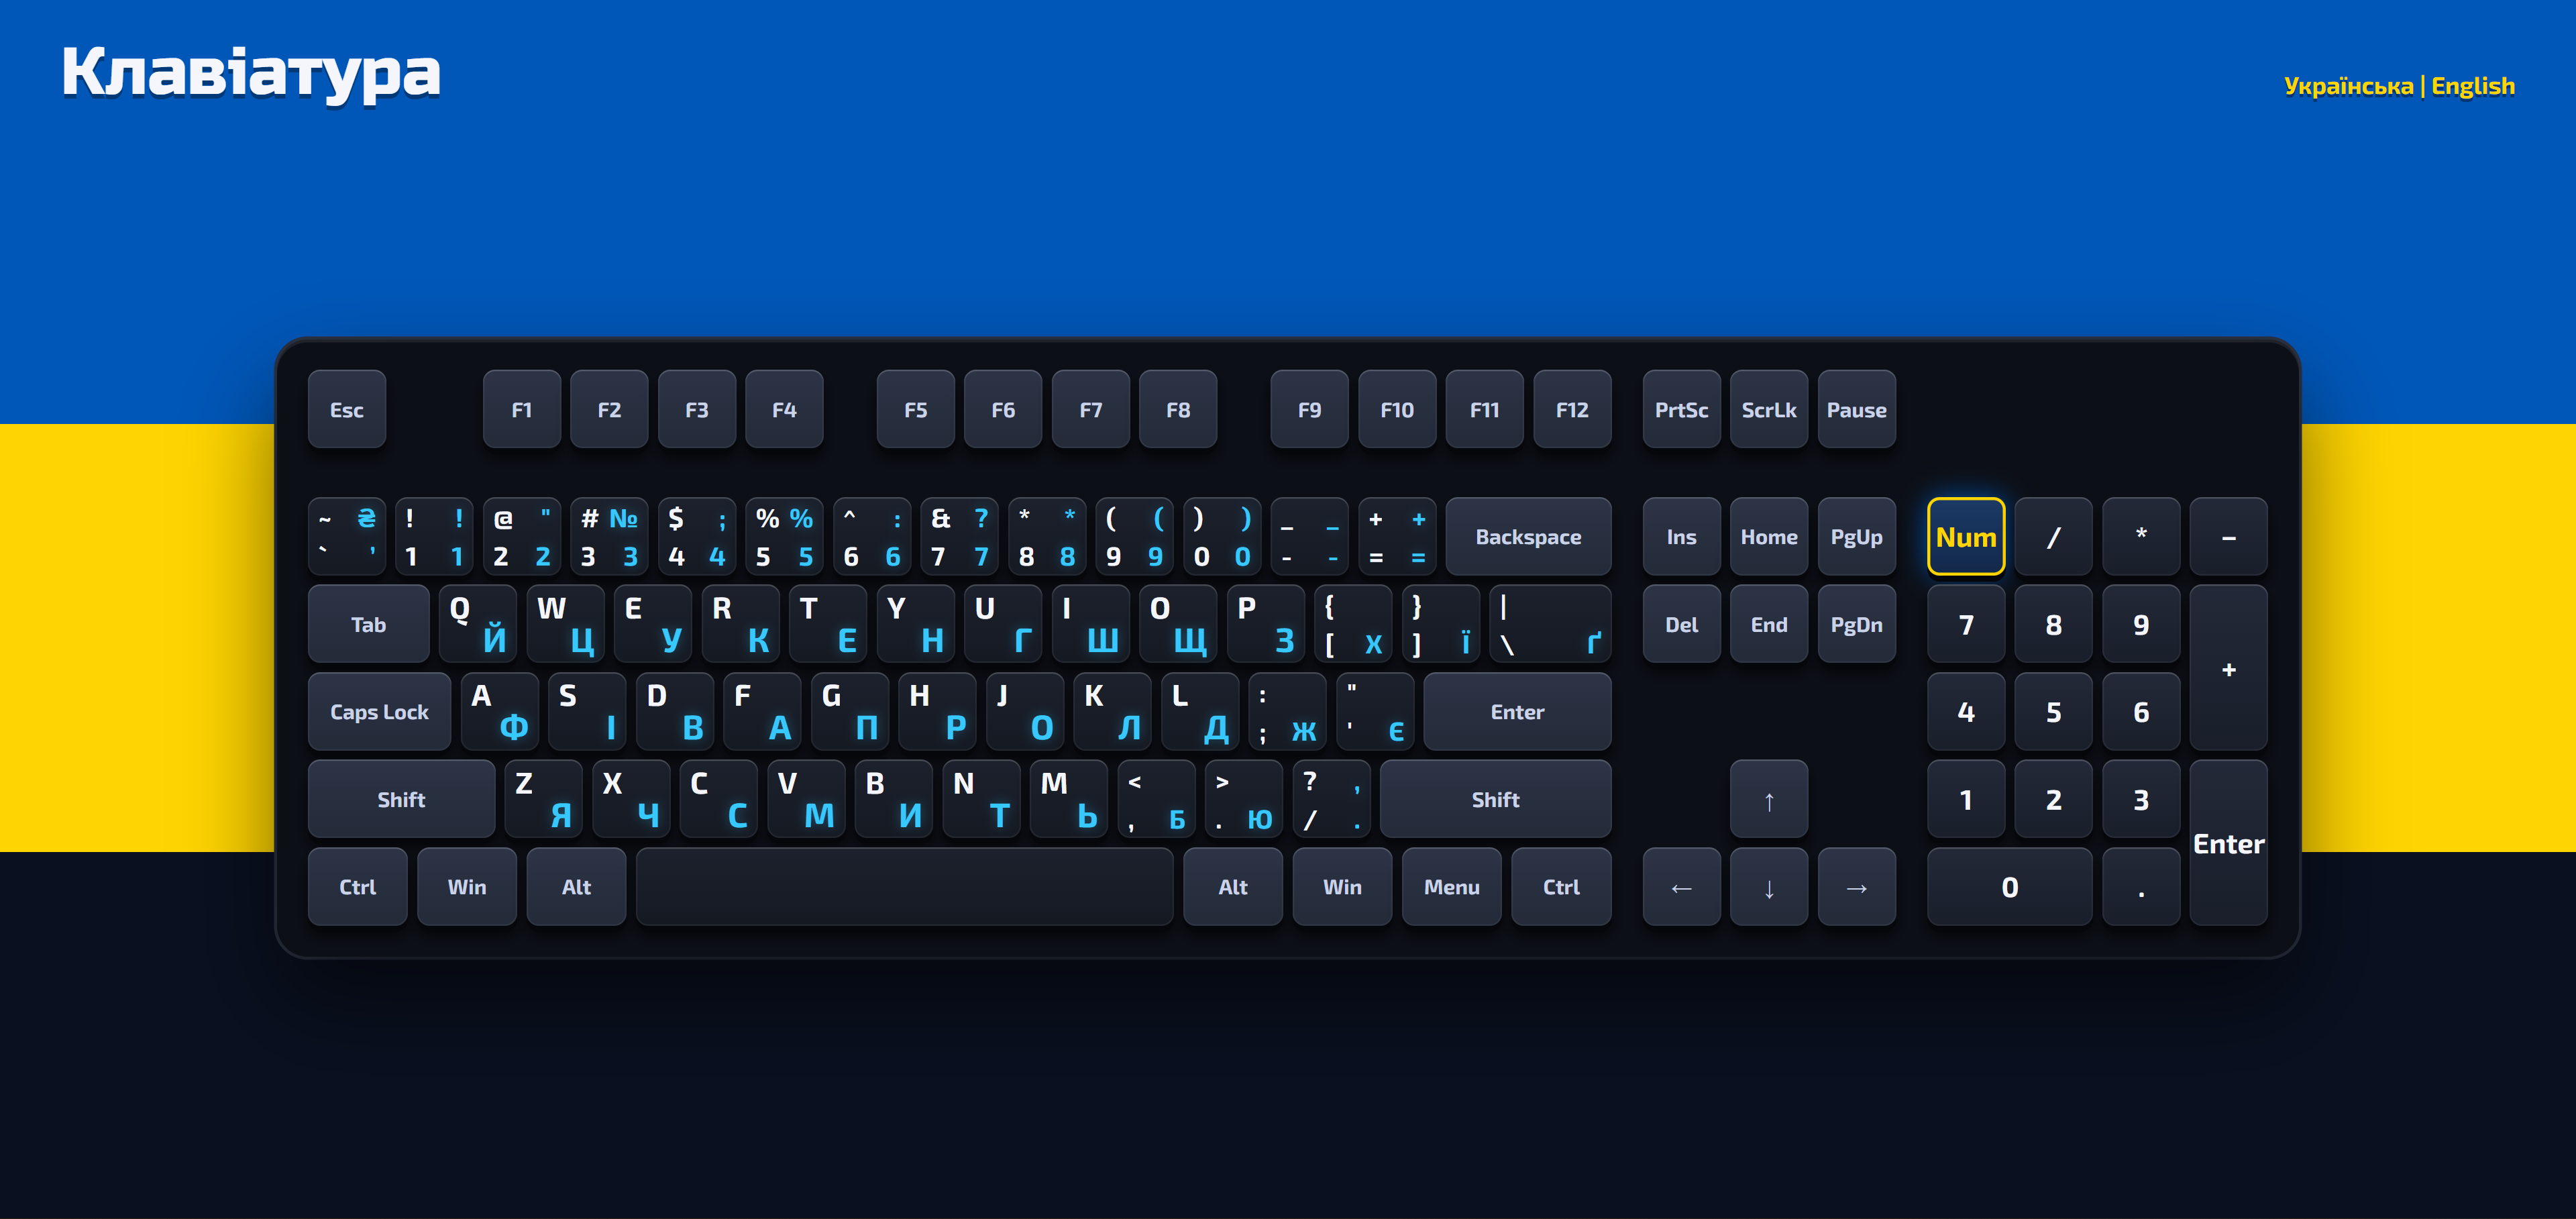 Клавіатура
Українська | English
Esc F1 F2 F3 F4 F5 F6 F7 F8 F9 F10 F11 F12 PrtSc ScrLk Pause
~ ₴ ! ! @ " # № $ ; % % ^ : & ? * * ( ( ) ) _ _ + +
` ' 1 1 2 2 3 3 4 4 5 5 6 6 7 7 8 8 9 9 0 0 - - = = Backspace Ins Home PgUp Num / * −
Tab Q Й W Ц E У R К T Е Y Н U Г I Ш O Щ P З { [ Х } ] Ї | \ Ґ Del End PgDn 7 8 9 +
Caps Lock A Ф S І D В F А G П H Р J О K Л L Д : ; Ж " ' Є Enter 4 5 6
Shift Z Я X Ч C С V М B И N Т M Ь < , Б > . Ю ? , / . Shift ↑ 1 2 3 Enter
Ctrl Win Alt Alt Win Menu Ctrl ← ↓ → 0 .